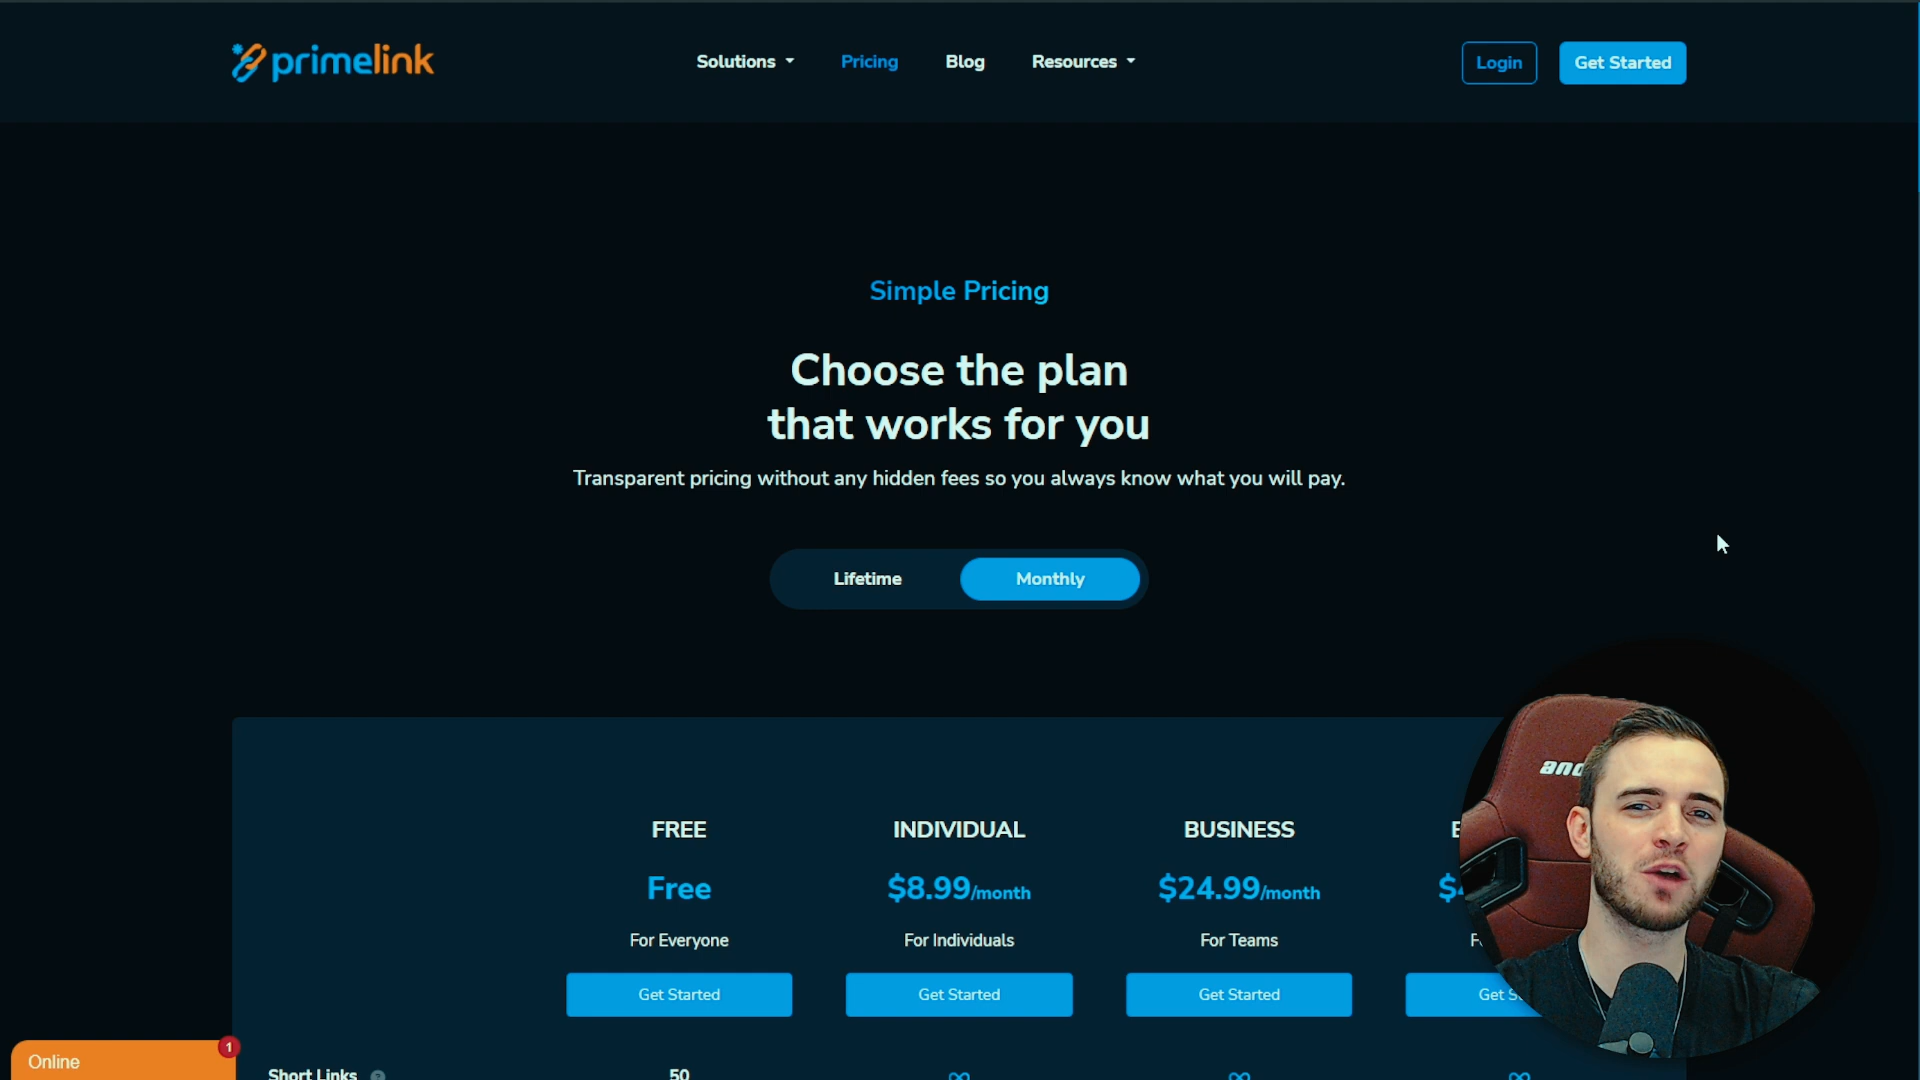 primelink
Solutions
Pricing
Blog
Resources
Login
Get Started
Simple Pricing
Choose the plan
that works for you
Transparent pricing without any hidden fees so you always know what you will pay.
Lifetime
Monthly
FREE
INDIVIDUAL
BUSINESS
Free
$8.99/month
$24.99/month
For Everyone
For Individuals
For Teams
Get Started
Get Started
Get Started
Get
Online
1
Short Links
?
50
∞
∞
∞